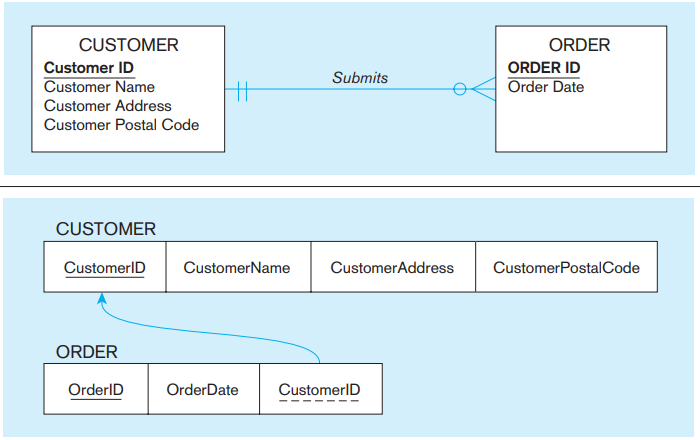 CUSTOMER
Customer ID
Customer Name
Customer Address
Customer Postal Code
Submits
ORDER
ORDER ID
Order Date
CUSTOMER
CustomerID CustomerName CustomerAddress CustomerPostalCode
ORDER
OrderID OrderDate CustomerID